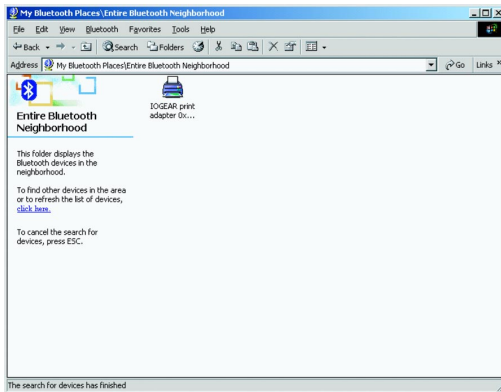 My Bluetooth Places\Entire Bluetooth Neighborhood
File Edit View Bluetooth Favorites Tools Help
Back Search Folders
Address My Bluetooth Places\Entire Bluetooth Neighborhood Go Links »
IOGEAR print
adapter 0x...
Entire Bluetooth
Neighborhood
This folder displays the
Bluetooth devices in the
neighborhood.
To find other devices in the area
or to refresh the list of devices,
click here.
To cancel the search for
devices, press ESC.
The search for devices has finished